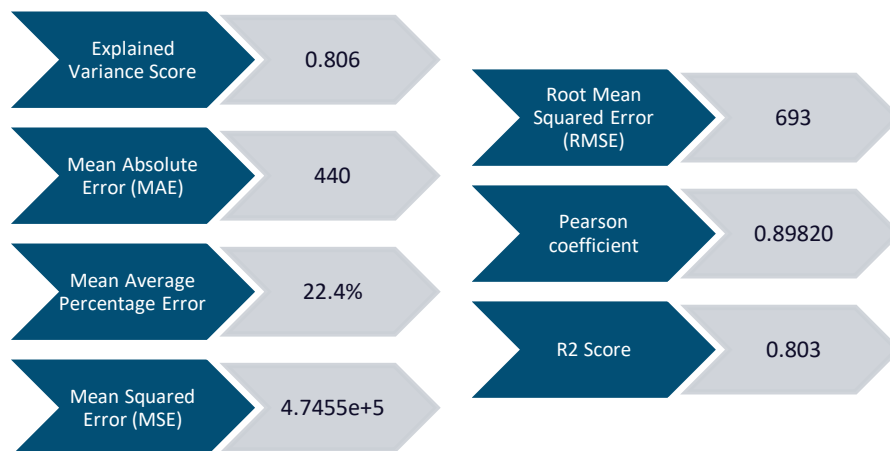 Explained
Variance Score
0.806
Mean Absolute
Error (MAE)
440
Mean Average
Percentage Error
22.4%
Mean Squared
Error (MSE)
4.7455e+5
Root Mean
Squared Error
(RMSE)
693
Pearson
coefficient
0.89820
R2 Score
0.803